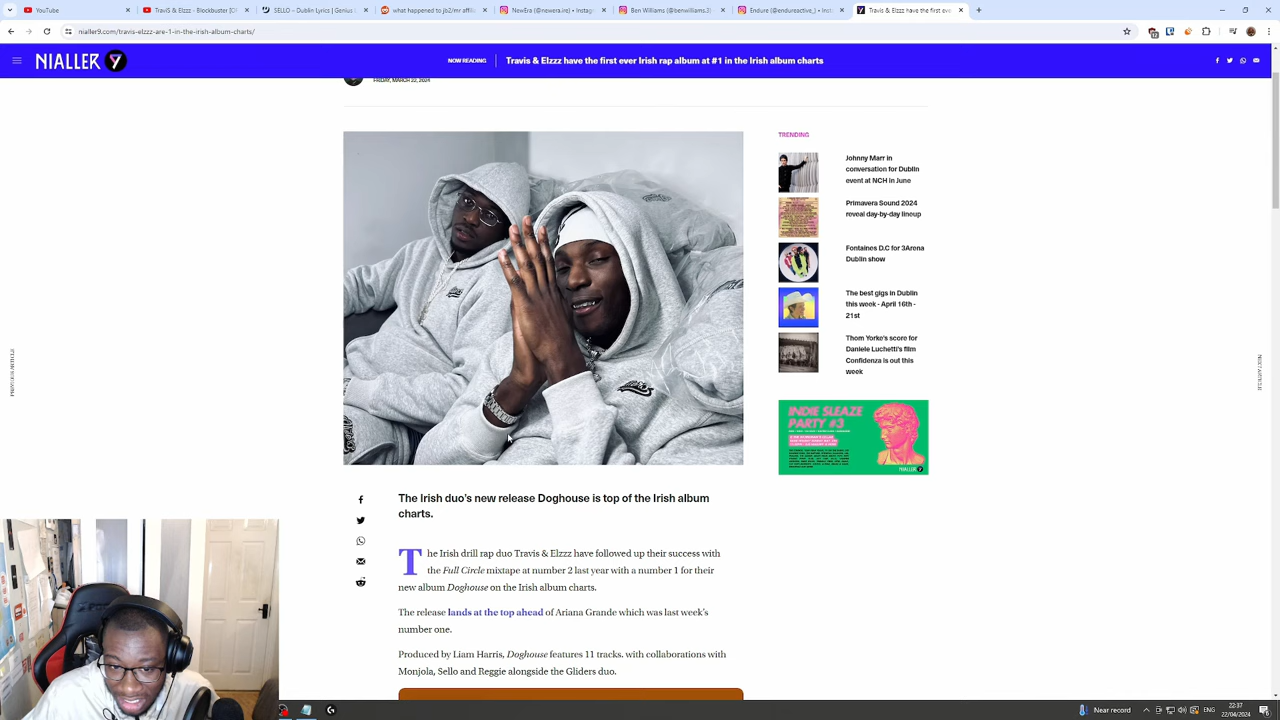 YouTube
TraviS & Elzzz - Blockbuster [O
SELLO – Dublin Lyrics | Genius L
what happened to jb2/mr affilia
NewEra (@newera.ire) • Instag
Ben Williams (@benwilliams.3)
Endure (@endureactive_) • Inst
Travis & Elzzz have the first eve
nialler9.com/travis-elzzz-are-1-in-the-irish-album-charts/
NIALLER 9
NOW READING
Travis & Elzzz have the first ever Irish rap album at #1 in the Irish album charts
FRIDAY, MARCH 22, 2024
TRENDING
Johnny Marr in
conversation for Dublin
event at NCH in June
Primavera Sound 2024
reveal day-by-day lineup
Fontaines D.C for 3Arena
Dublin show
The best gigs in Dublin
this week - April 16th -
21st
Thom Yorke's score for
Daniele Luchetti's film
Confidenza is out this
week
INDIE SLEAZE
PARTY #3
NIALLER 9
PREVIOUS ARTICLE
NEXT ARTICLE
The Irish duo's new release Doghouse is top of the Irish album
charts.
The Irish drill rap duo Travis & Elzzz have followed up their success with
the Full Circle mixtape at number 2 last year with a number 1 for their
new album Doghouse on the Irish album charts.
The release lands at the top ahead of Ariana Grande which was last week's
number one.
Produced by Liam Harris, Doghouse features 11 tracks. with collaborations with
Monjola, Sello and Reggie alongside the Gliders duo.
Near record
ENG
22:37
22/04/2024